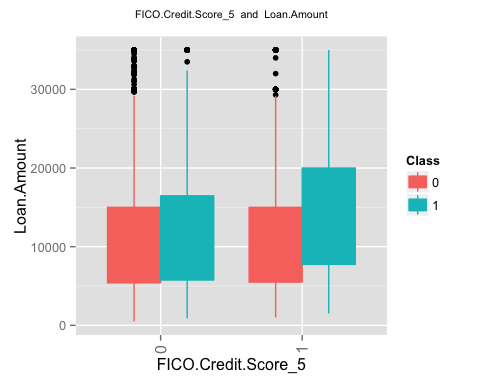 FICO.Credit.Score_5 and Loan.Amount
Loan.Amount
30000
20000
10000
0
0
1
FICO.Credit.Score_5
Class
0
1